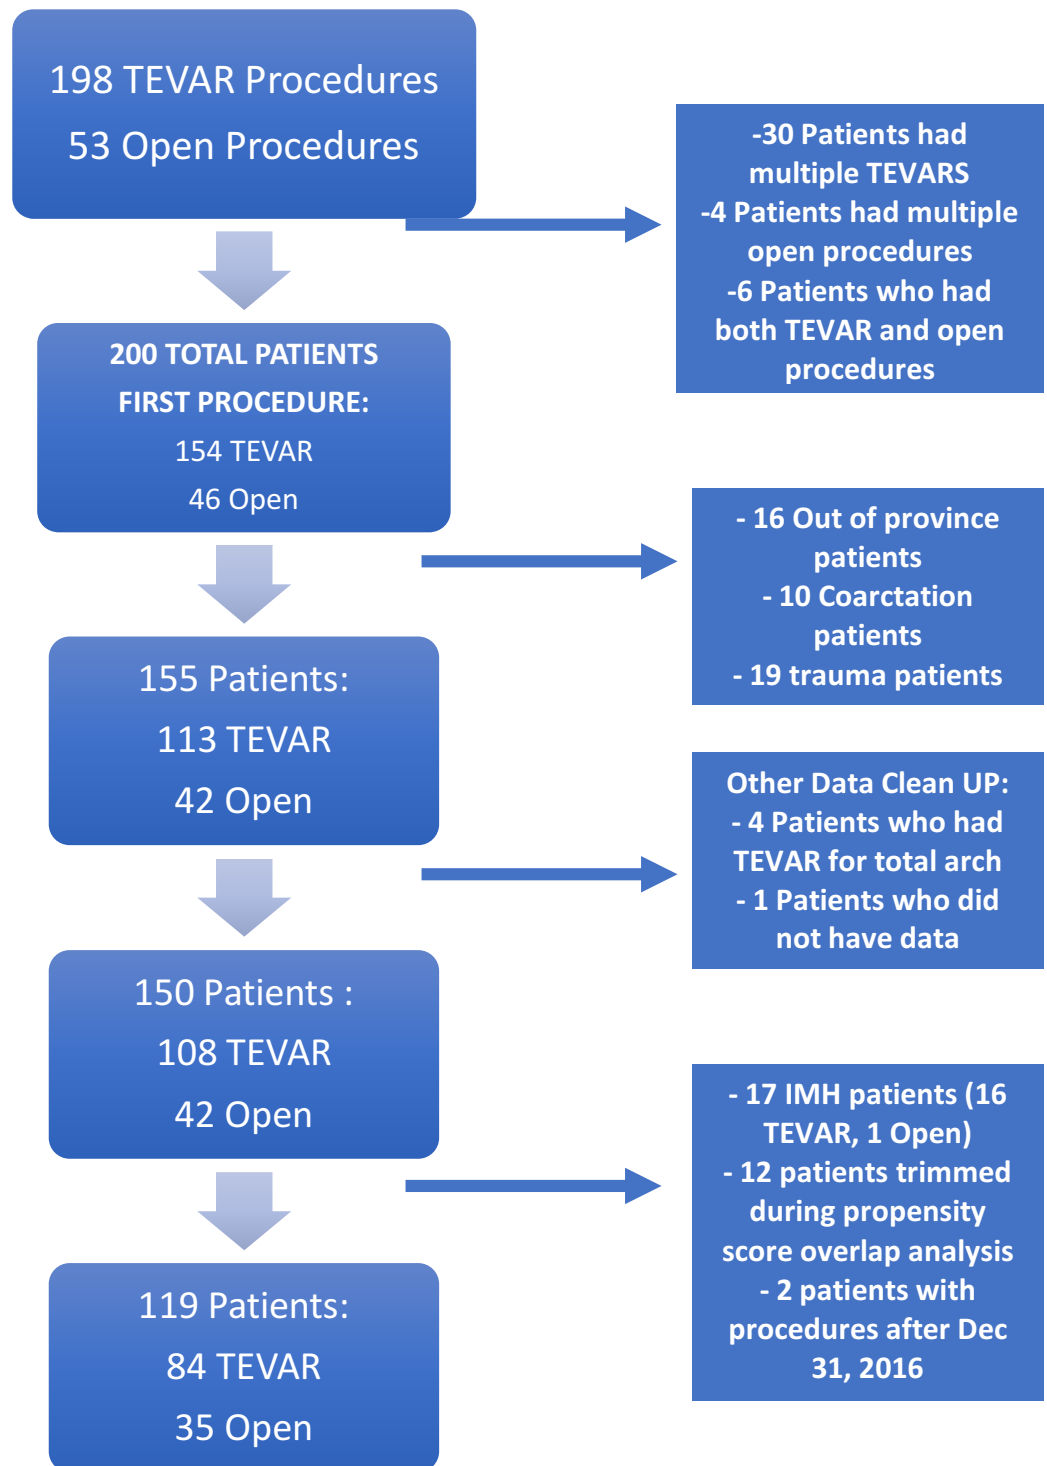 198 TEVAR Procedures
53 Open Procedures
-30 Patients had
multiple TEVARS
-4 Patients had multiple
open procedures
-6 Patients who had
both TEVAR and open
procedures
200 TOTAL PATIENTS
FIRST PROCEDURE:
154 TEVAR
46 Open
- 16 Out of province
patients
- 10 Coarctation
patients
- 19 trauma patients
155 Patients:
113 TEVAR
42 Open
Other Data Clean UP:
- 4 Patients who had
TEVAR for total arch
- 1 Patients who did
not have data
150 Patients :
108 TEVAR
42 Open
- 17 IMH patients (16
TEVAR, 1 Open)
- 12 patients trimmed
during propensity
score overlap analysis
- 2 patients with
procedures after Dec
31, 2016
119 Patients:
84 TEVAR
35 Open